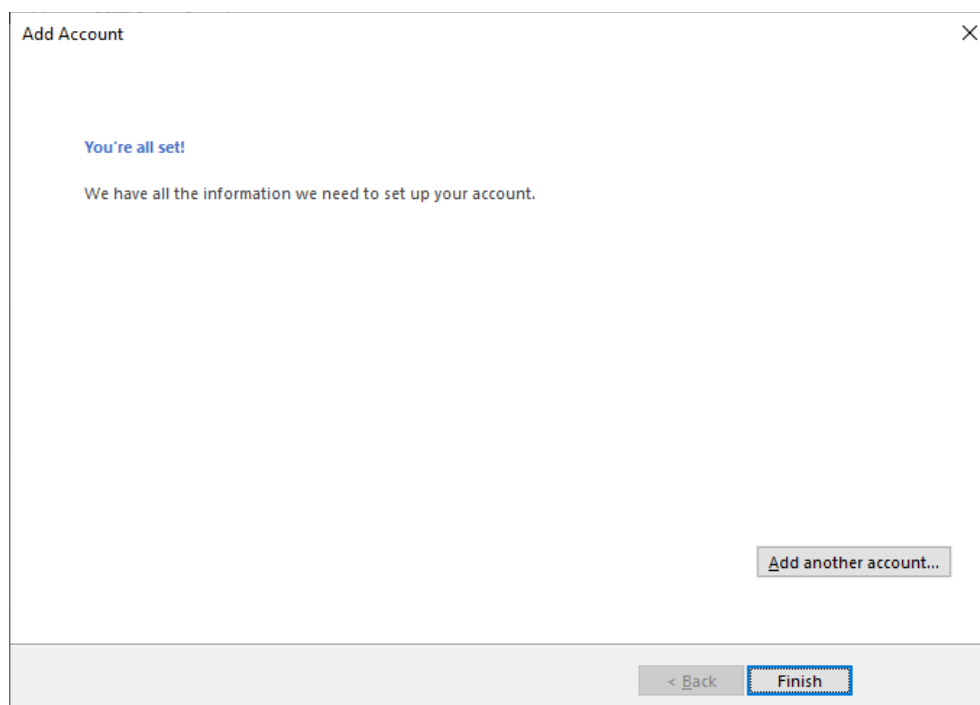 Add Account
You're all set!
We have all the information we need to set up your account.
Add another account...
< Back
Finish